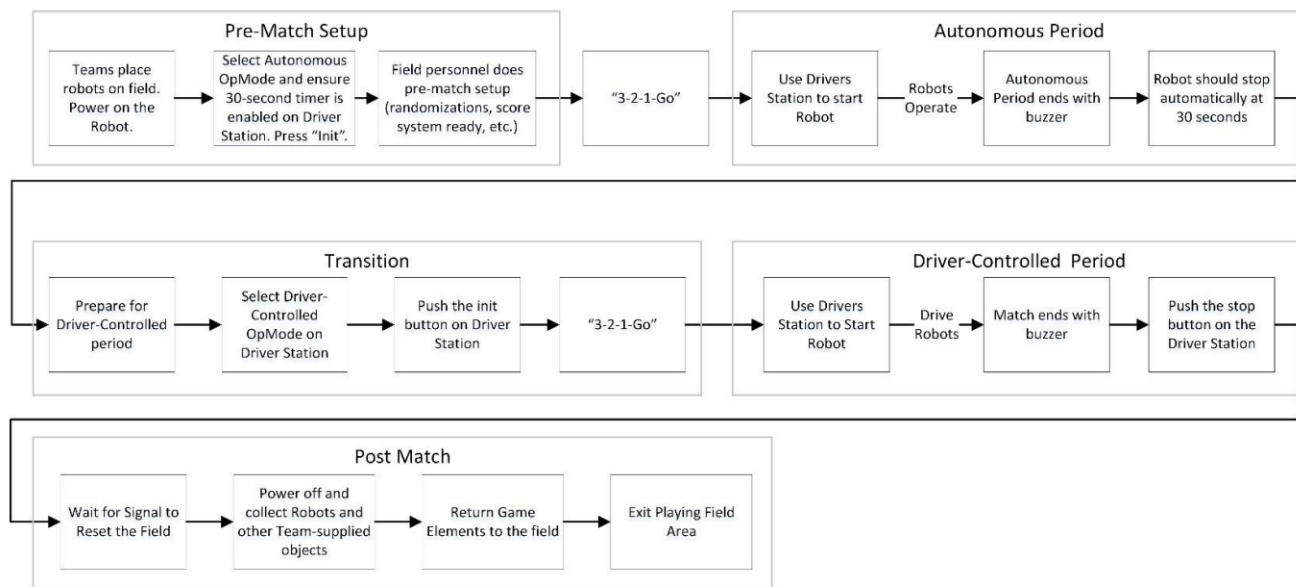 Pre-Match Setup
Teams place
robots on field.
Power on the
Robot.
Select Autonomous
OpMode and ensure
30-second timer is
enabled on Driver
Station. Press “Init”.
Field personnel does
pre-match setup
(randomizations, score
system ready, etc.)
“3-2-1-Go”
Autonomous Period
Use Drivers
Station to start
Robot
Robots
Operate
Autonomous
Period ends with
buzzer
Robot should stop
automatically at
30 seconds
Transition
Prepare for
Driver-Controlled
period
Select Driver-
Controlled
OpMode on
Driver Station
Push the init
button on Driver
Station
“3-2-1-Go”
Driver-Controlled Period
Use Drivers
Station to Start
Robot
Drive
Robots
Match ends with
buzzer
Push the stop
button on the
Driver Station
Post Match
Wait for Signal to
Reset the Field
Power off and
collect Robots and
other Team-supplied
objects
Return Game
Elements to the field
Exit Playing Field
Area